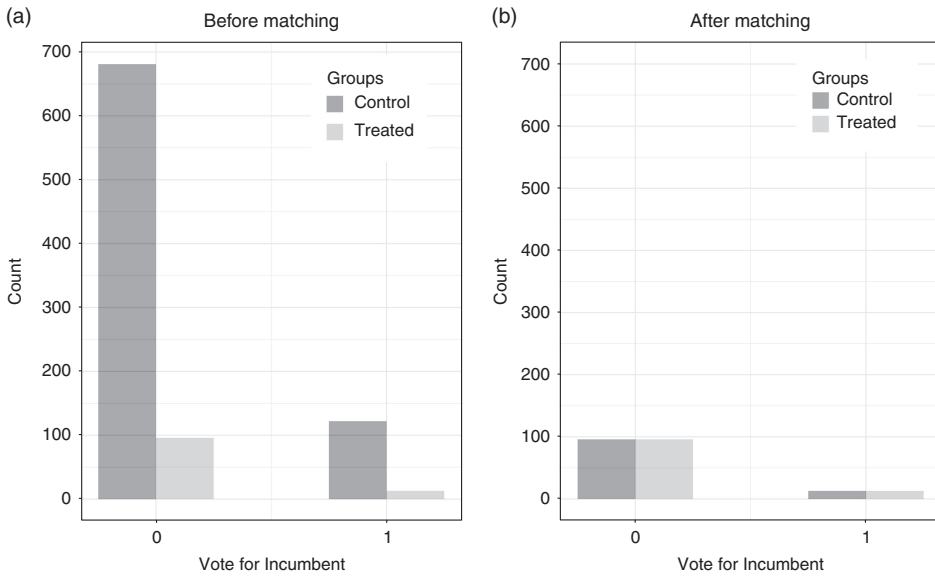 (a)
Before matching
700
600
500
400
300
200
100
0
Count
Groups
Control
Treated
0
1
Vote for Incumbent
(b)
After matching
700
600
500
400
300
200
100
0
Count
Groups
Control
Treated
0
1
Vote for Incumbent